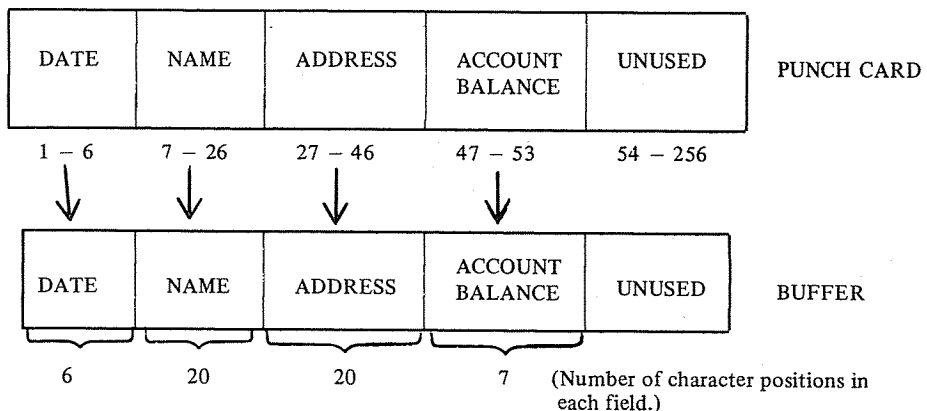 DATE NAME ADDRESS ACCOUNT BALANCE UNUSED PUNCH CARD
1 – 6 7 – 26 27 – 46 47 – 53 54 – 256
DATE NAME ADDRESS ACCOUNT BALANCE UNUSED BUFFER
6 20 20 7 (Number of character positions in
each field.)